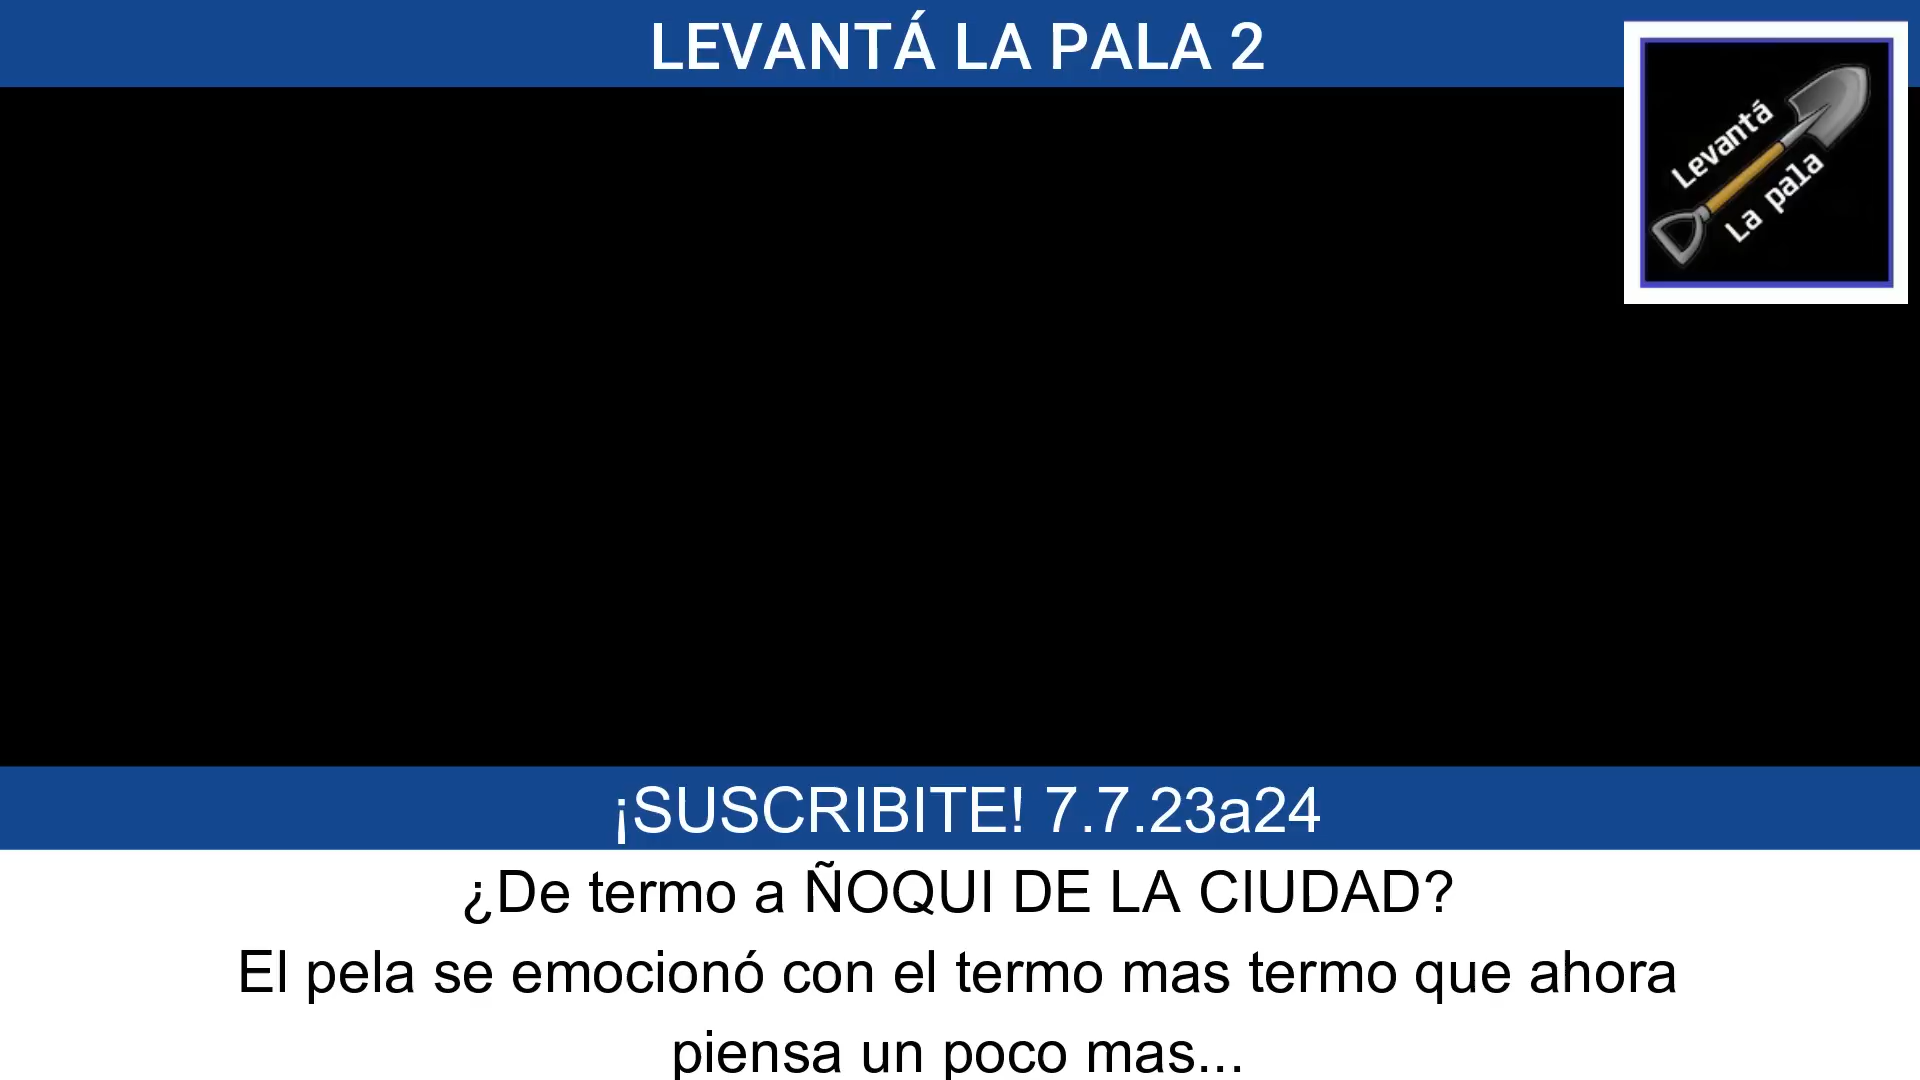 LEVANTÁ LA PALA 2
Levantá
La pala
¡SUSCRIBITE! 7.7.23a24
¿De termo a ÑOQUI DE LA CIUDAD?
El pela se emocionó con el termo mas termo que ahora
piensa un poco mas...